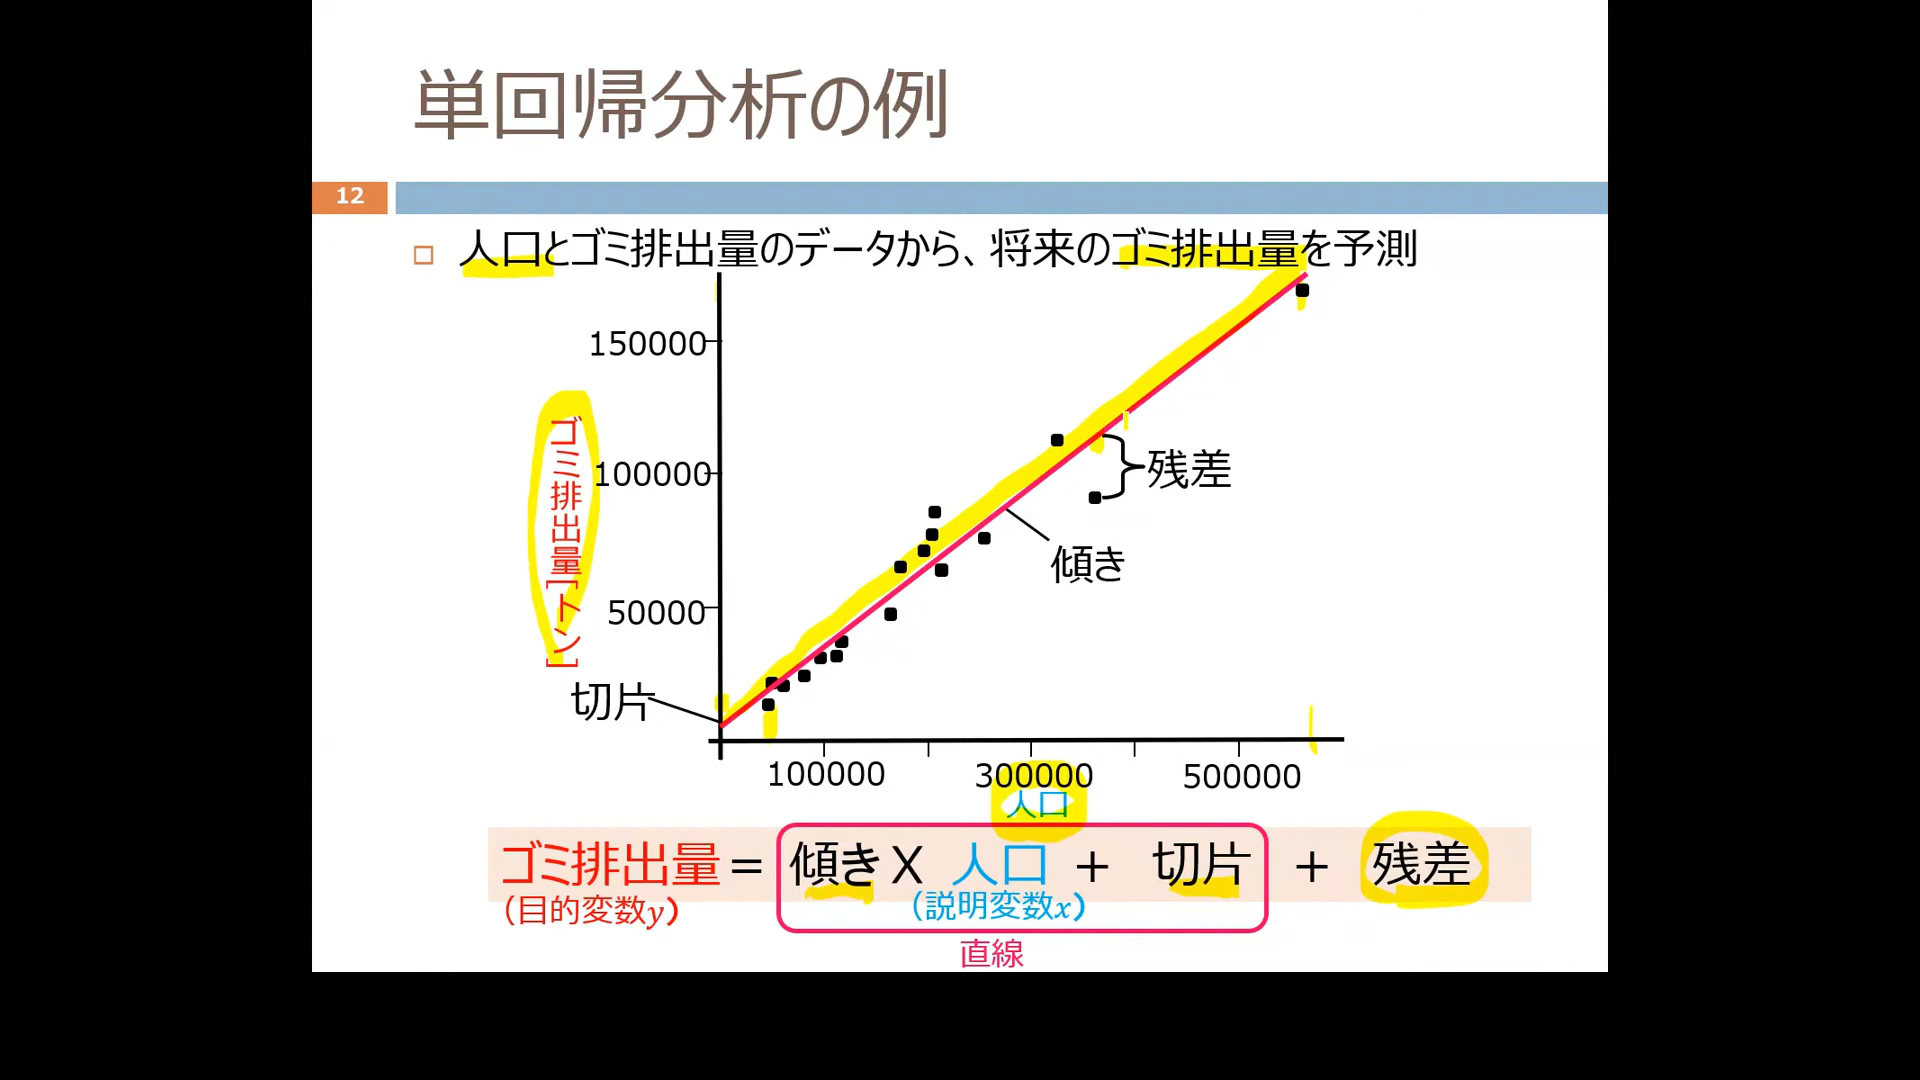 単回帰分析の例
12
人口とゴミ排出量のデータから、将来のゴミ排出量を予測
150000
100000
50000
ゴミ排出量[トン]
残差
傾き
切片
100000
300000
500000
人口
ゴミ排出量 = 傾き X 人口 + 切片 + 残差
(目的変数y)
(説明変数x)
直線